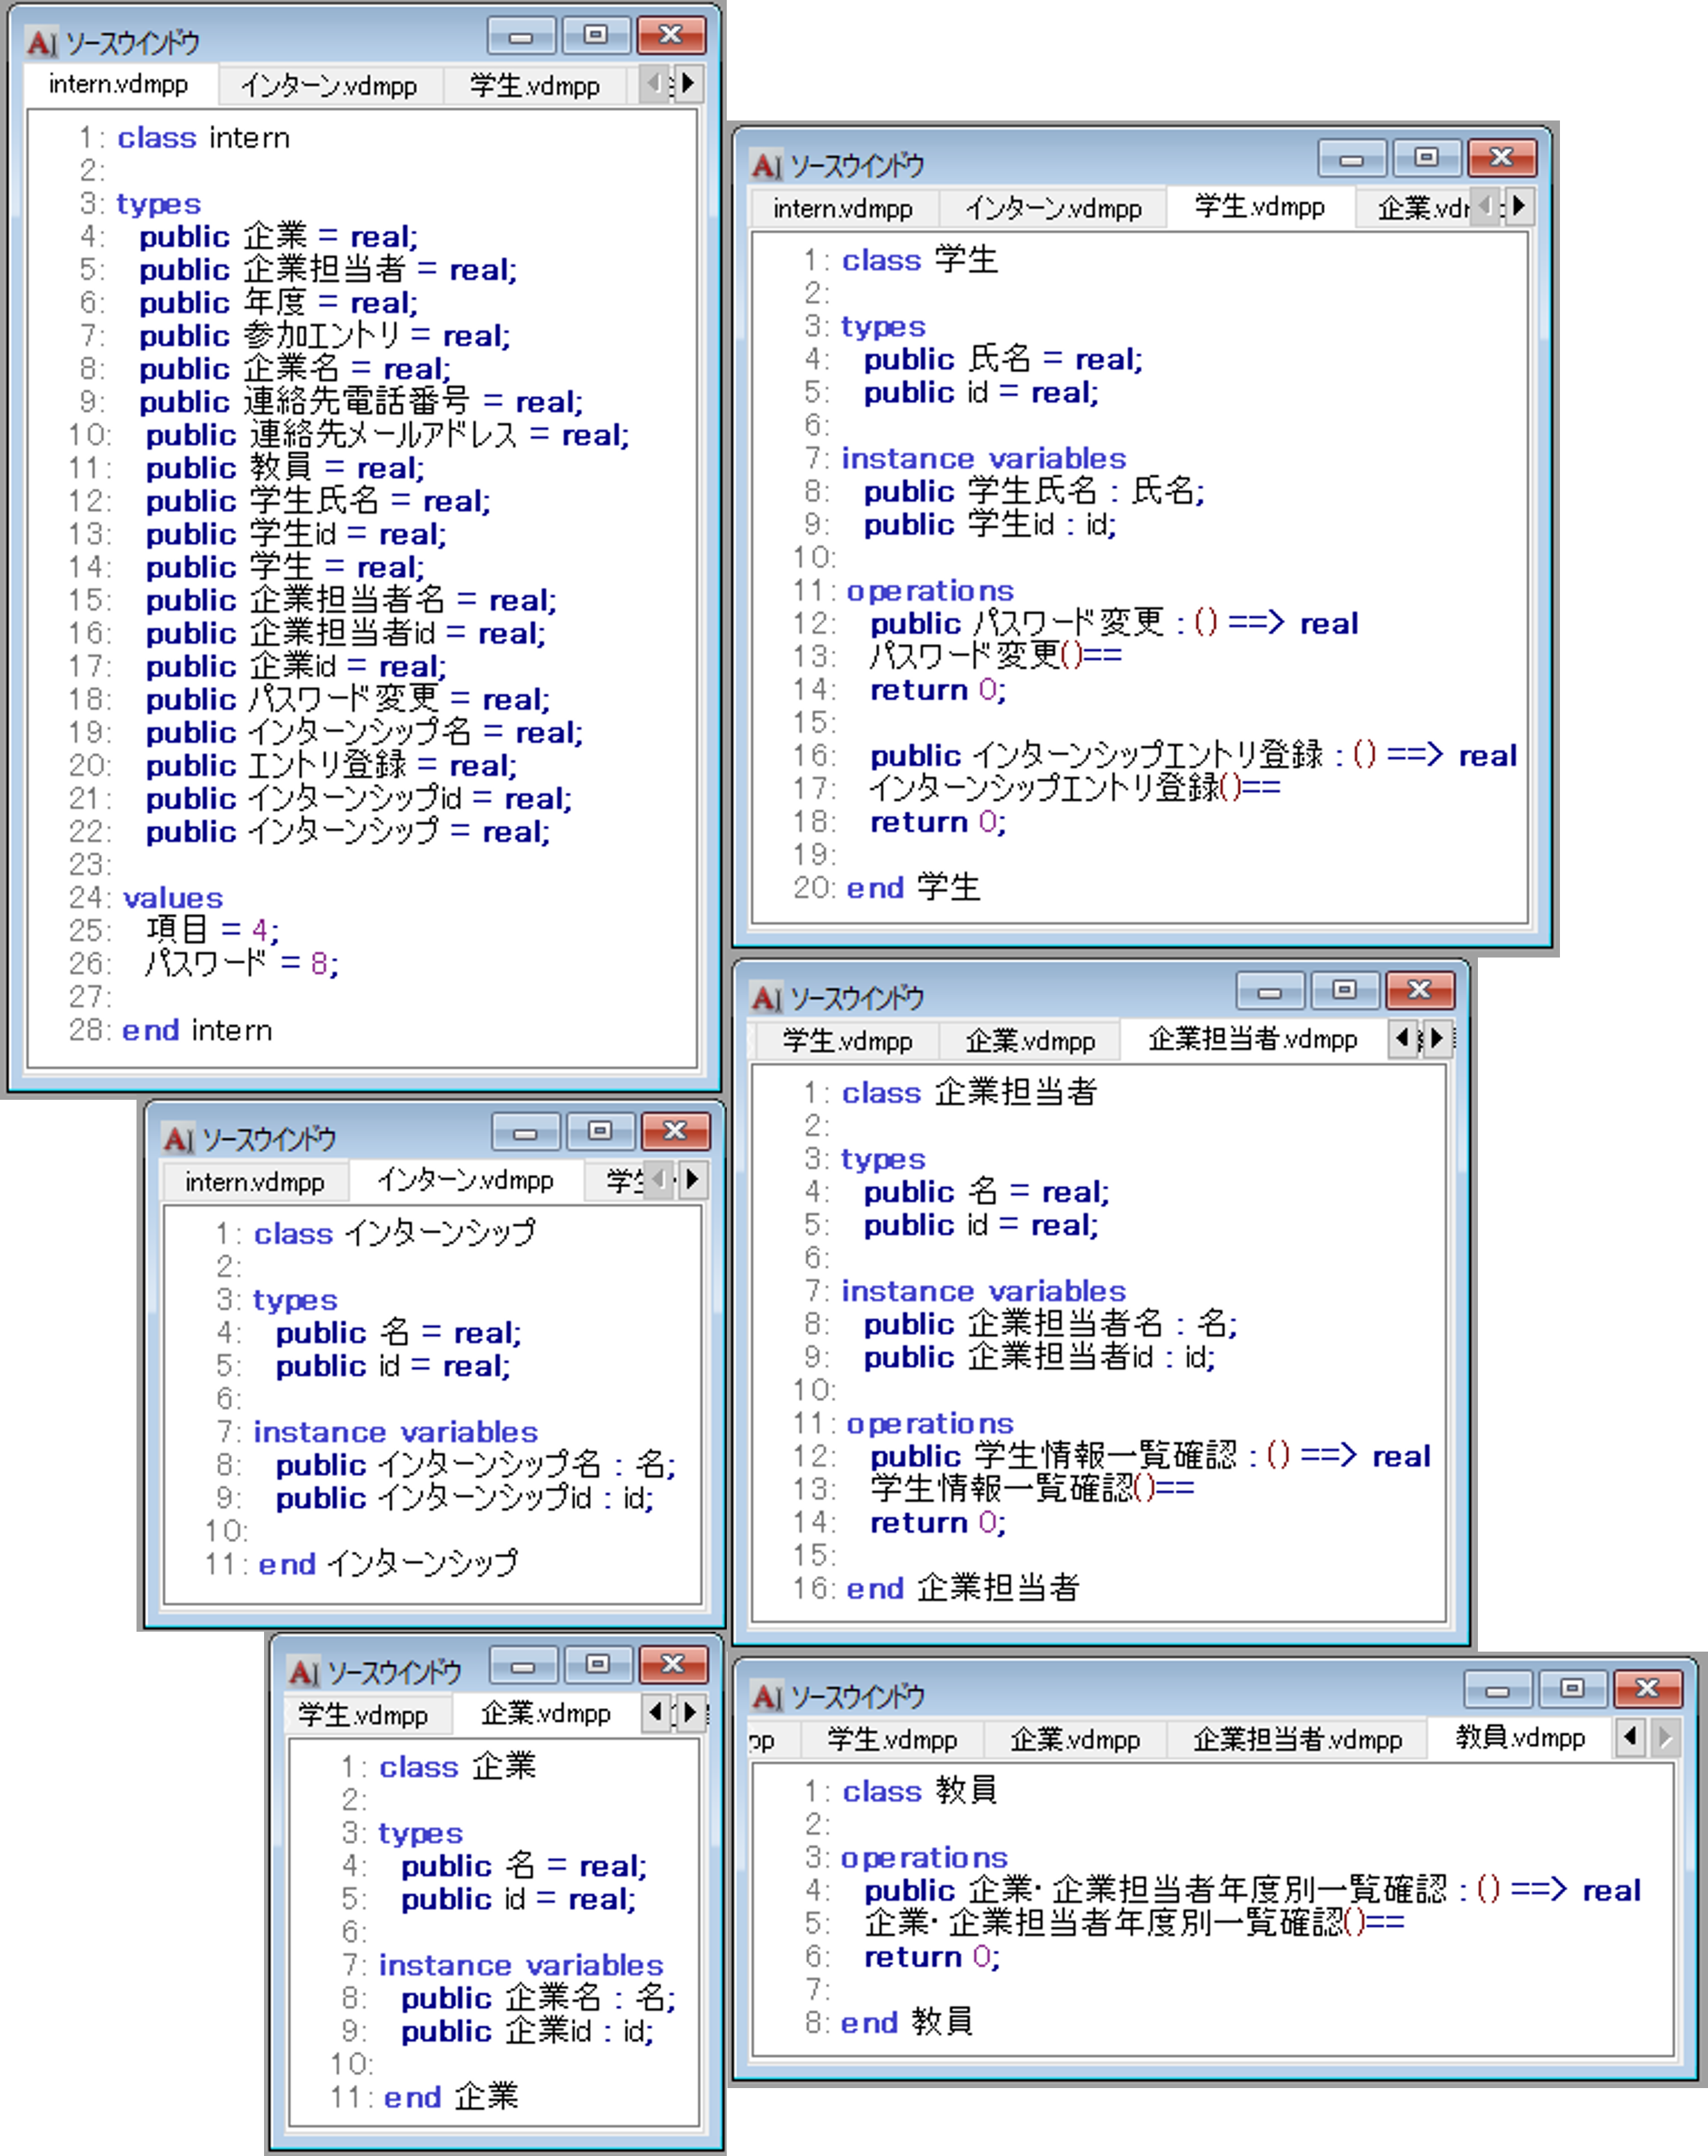 ソースウインドウ
intern.vdmpp インターン.vdmpp 学生.vdmpp
1: class intern
2:
3: types
4: public 企業 = real;
5: public 企業担当者 = real;
6: public 年度 = real;
7: public 参加エントリ = real;
8: public 企業名 = real;
9: public 連絡先電話番号 = real;
10: public 連絡先メールアドレス = real;
11: public 教員 = real;
12: public 学生氏名 = real;
13: public 学生id = real;
14: public 学生 = real;
15: public 企業担当者名 = real;
16: public 企業担当者id = real;
17: public 企業id = real;
18: public パスワード変更 = real;
19: public インターンシップ名 = real;
20: public エントリ登録 = real;
21: public インターンシップid = real;
22: public インターンシップ = real;
23:
24: values
25: 項目 = 4;
26: パスワード = 8;
27:
28: end intern
ソースウインドウ
intern.vdmpp インターン.vdmpp 学生.vdmpp 企業.vdm
1: class 学生
2:
3: types
4: public 氏名 = real;
5: public id = real;
6:
7: instance variables
8: public 学生氏名 : 氏名;
9: public 学生id : id;
10:
11: operations
12: public パスワード変更 : () ==> real
13: パスワード変更()==
14: return 0;
15:
16: public インターンシップエントリ登録 : () ==> real
17: インターンシップエントリ登録()==
18: return 0;
19:
20: end 学生
ソースウインドウ
学生.vdmpp 企業.vdmpp 企業担当者.vdmpp
1: class 企業担当者
2:
3: types
4: public 名 = real;
5: public id = real;
6:
7: instance variables
8: public 企業担当者名 : 名;
9: public 企業担当者id : id;
10:
11: operations
12: public 学生情報一覧確認 : () ==> real
13: 学生情報一覧確認()==
14: return 0;
15:
16: end 企業担当者
ソースウインドウ
intern.vdmpp インターン.vdmpp 学生
1: class インターンシップ
2:
3: types
4: public 名 = real;
5: public id = real;
6:
7: instance variables
8: public インターンシップ名 : 名;
9: public インターンシップid : id;
10:
11: end インターンシップ
ソースウインドウ
学生.vdmpp 企業.vdmpp
1: class 企業
2:
3: types
4: public 名 = real;
5: public id = real;
6:
7: instance variables
8: public 企業名 : 名;
9: public 企業id : id;
10:
11: end 企業
ソースウインドウ
pp 学生.vdmpp 企業.vdmpp 企業担当者.vdmpp 教員.vdmpp
1: class 教員
2:
3: operations
4: public 企業・企業担当者年度別一覧確認 : () ==> real
5: 企業・企業担当者年度別一覧確認()==
6: return 0;
7:
8: end 教員